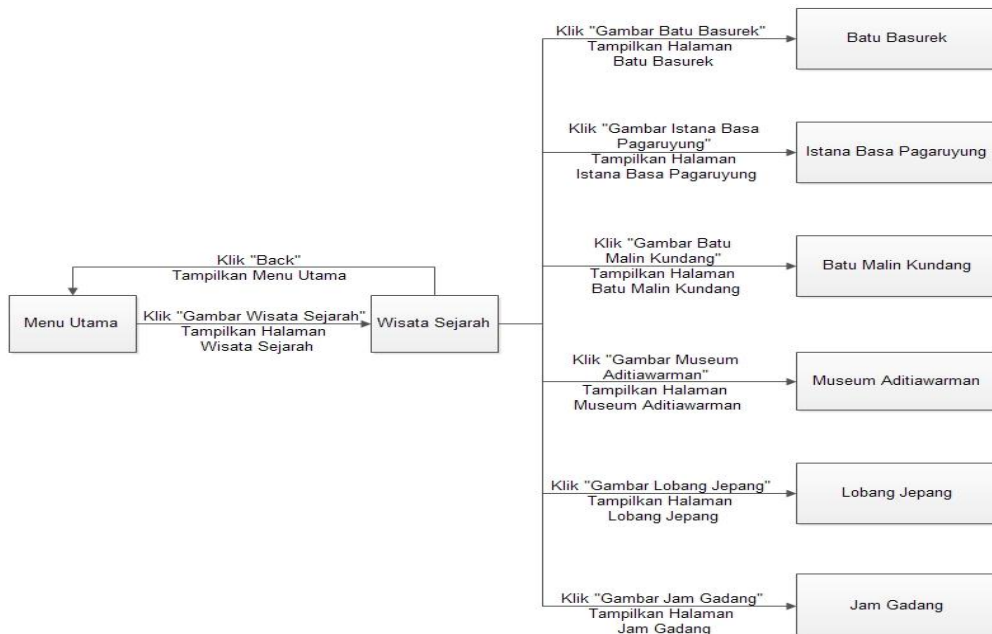 Klik "Gambar Batu Basurek"
Tampilkan Halaman
Batu Basurek
Batu Basurek
Klik "Gambar Istana Basa
Pagaruyung"
Tampilkan Halaman
Istana Basa Pagaruyung
Istana Basa Pagaruyung
Klik "Gambar Batu
Malin Kundang"
Tampilkan Halaman
Batu Malin Kundang
Batu Malin Kundang
Klik "Back"
Tampilkan Menu Utama
Menu Utama
Klik "Gambar Wisata Sejarah"
Tampilkan Halaman
Wisata Sejarah
Wisata Sejarah
Klik "Gambar Museum
Aditiawarman"
Tampilkan Halaman
Museum Aditiawarman
Museum Aditiawarman
Klik "Gambar Lobang Jepang"
Tampilkan Halaman
Lobang Jepang
Lobang Jepang
Klik "Gambar Jam Gadang"
Tampilkan Halaman
Jam Gadang
Jam Gadang